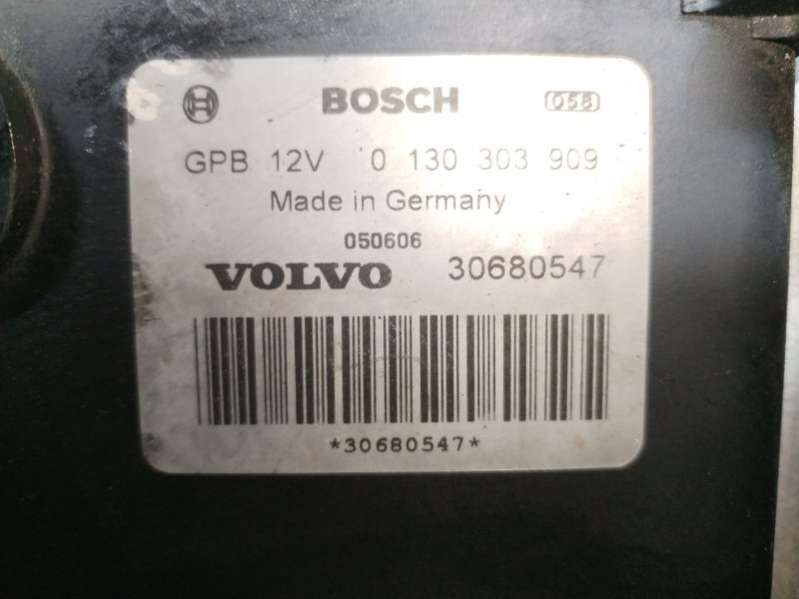 BOSCH 058
GPB 12V 0 130 303 909
Made in Germany
050606
VOLVO 30680547
*30680547*